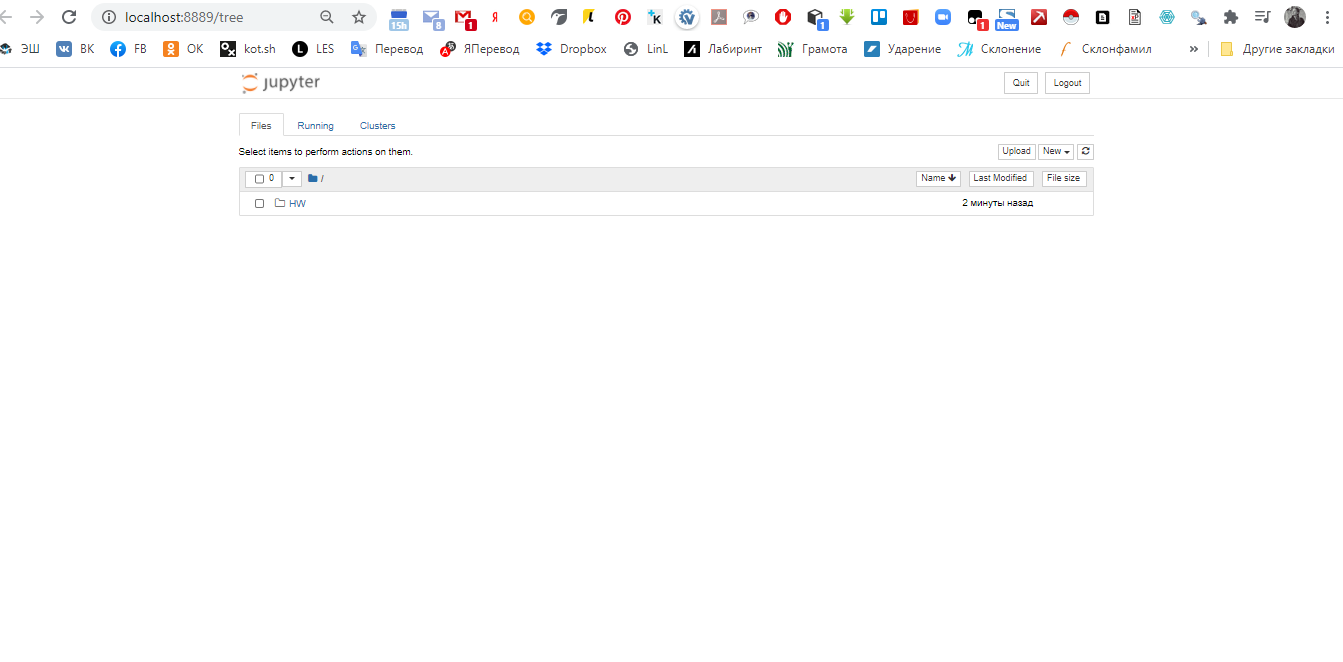 localhost:8889/tree
15h 8 1 Я 1 1 New
ЭШ ВК FB ОК kot.sh LES Перевод ЯПеревод Dropbox LinL Лабиринт Грамота Ударение Склонение Склонфамил » Другие закладки
jupyter Quit Logout
Files Running Clusters
Select items to perform actions on them. Upload New
0 / Name Last Modified File size
HW 2 минуты назад